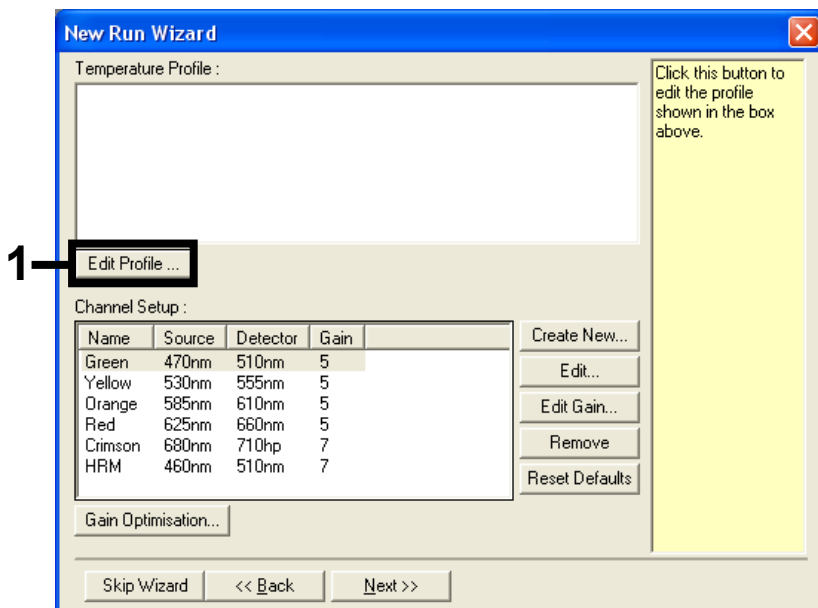 New Run Wizard
Temperature Profile :
Click this button to
edit the profile
shown in the box
above.
1
Edit Profile ...
Channel Setup :
Name Source Detector Gain
Green 470nm 510nm 5
Yellow 530nm 555nm 5
Orange 585nm 610nm 5
Red 625nm 660nm 5
Crimson 680nm 710hp 7
HRM 460nm 510nm 7
Create New...
Edit...
Edit Gain...
Remove
Reset Defaults
Gain Optimisation...
Skip Wizard
<< Back
Next >>